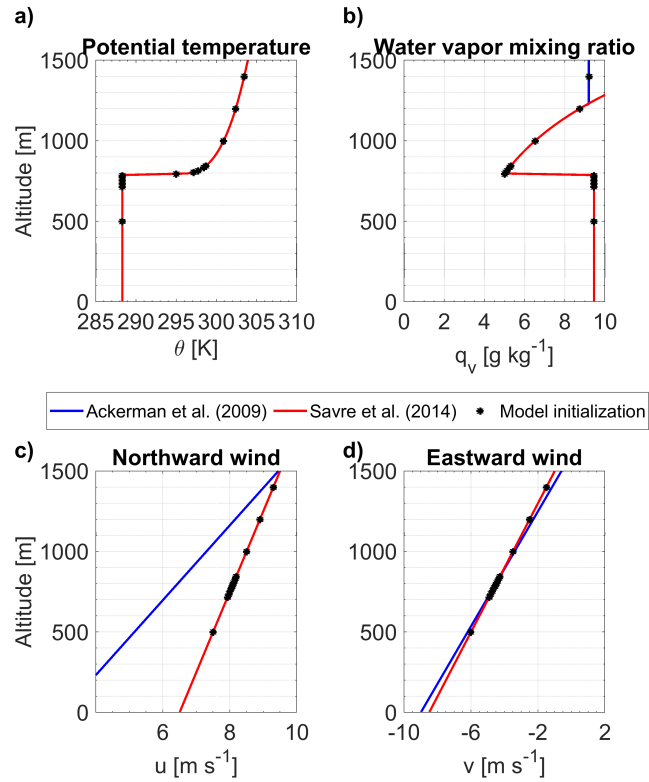 a)
Potential temperature
1500
1000
500
0
Altitude [m]
285 290 295 300 305 310
θ [K]
b)
Water vapor mixing ratio
1500
1000
500
0
0 2 4 6 8 10
q_v [g kg^-1]
Ackerman et al. (2009) Savre et al. (2014) Model initialization
c)
Northward wind
1500
1000
500
0
Altitude [m]
6 8 10
u [m s^-1]
d)
Eastward wind
1500
1000
500
0
-10 -6 -2 2
v [m s^-1]